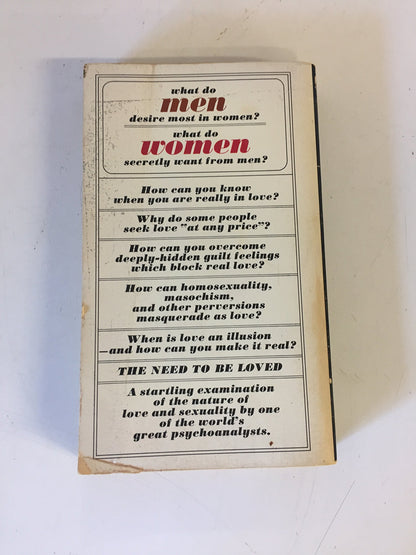 what do
men
desire most in women?
what do
women
secretly want from men?
How can you know
when you are really in love?
Why do some people
seek love "at any price"?
How can you overcome
deeply-hidden guilt feelings
which block real love?
How can homosexuality,
masochism,
and other perversions
masquerade as love?
When is love an illusion
—and how can you make it real?
THE NEED TO BE LOVED
A startling examination
of the nature of
love and sexuality by one
of the world's
great psychoanalysts.